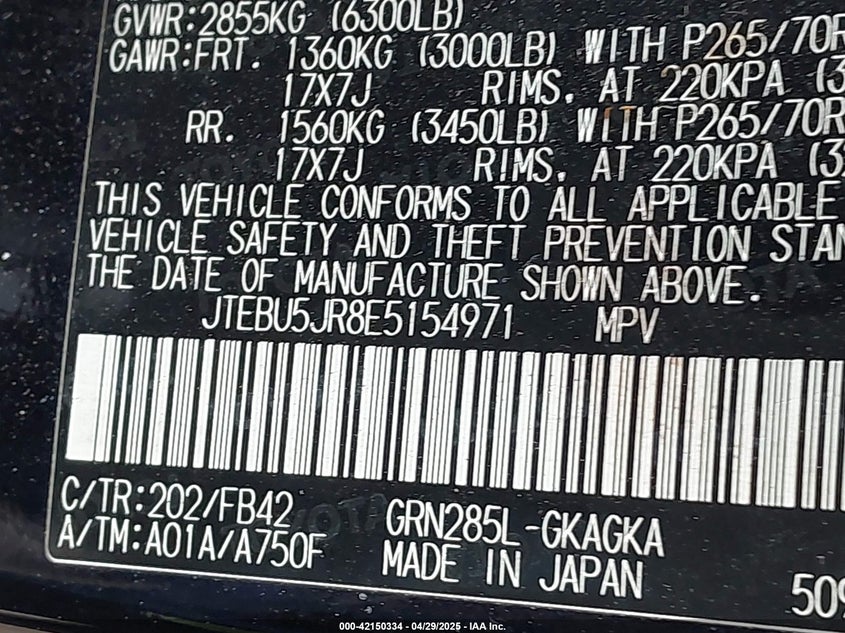 GVWR:2855KG (6300LB)
GAWR:FRT. 1360KG (3000LB) WITH P265/70R
17X7J RIMS. AT 220KPA (3
RR. 1560KG (3450LB) WITH P265/70R
17X7J RIMS. AT 220KPA (3
THIS VEHICLE CONFORMS TO ALL APPLICABLE
VEHICLE SAFETY AND THEFT PREVENTION STAN
THE DATE OF MANUFACTURE SHOWN ABOVE.
JTEBU5JR8E5154971 MPV
C/TR:202/FB42 GRN285L-GKAGKA
A/TM:A01A/A750F MADE IN JAPAN
509
000-42150334 - 04/29/2025 - IAA Inc.